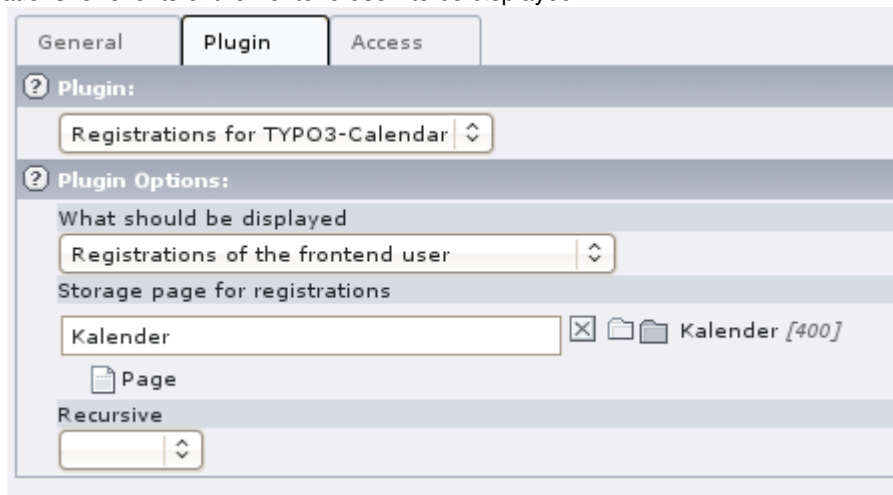 General Plugin Access
Plugin:
Registrations for TYPO3-Calendar
Plugin Options:
What should be displayed
Registrations of the frontend user
Storage page for registrations
Kalender
Kalender [400]
Page
Recursive